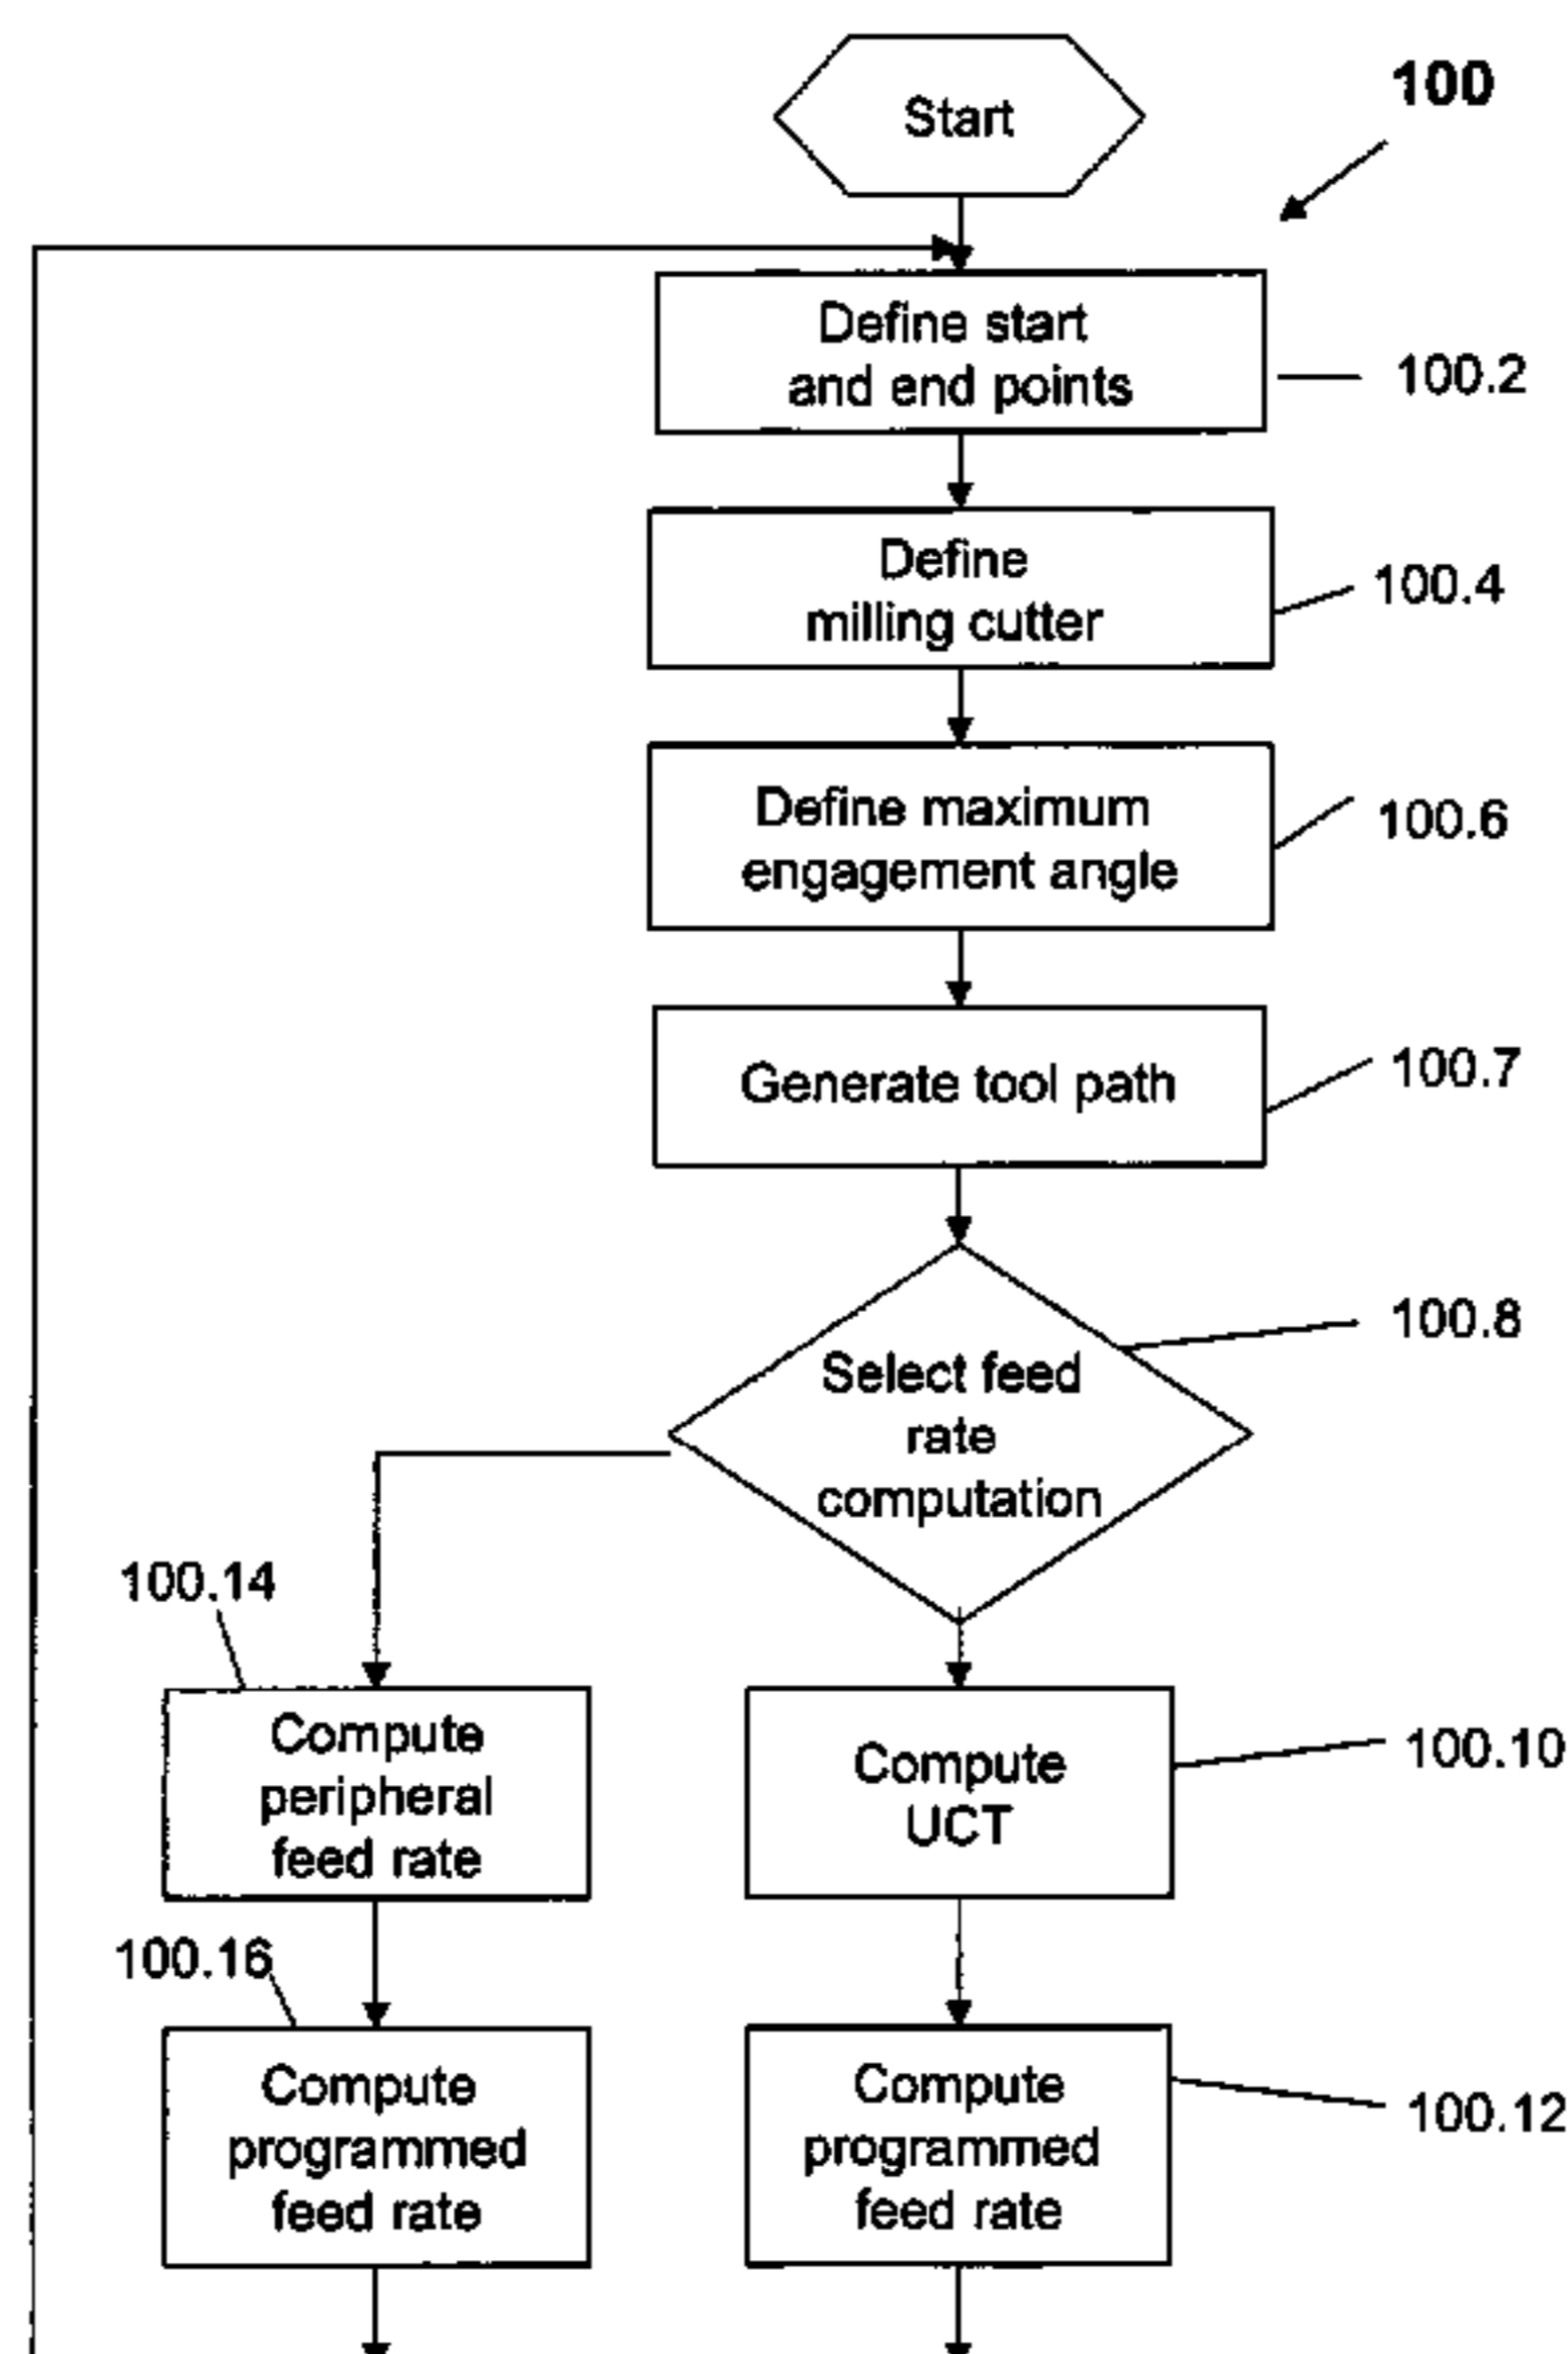 Start
100
Define start
and end points
100.2
Define
milling cutter
100.4
Define maximum
engagement angle
100.6
Generate tool path
100.7
Select feed
rate
computation
100.8
100.14
Compute
peripheral
feed rate
Compute
UCT
100.10
100.16
Compute
programmed
feed rate
Compute
programmed
feed rate
100.12